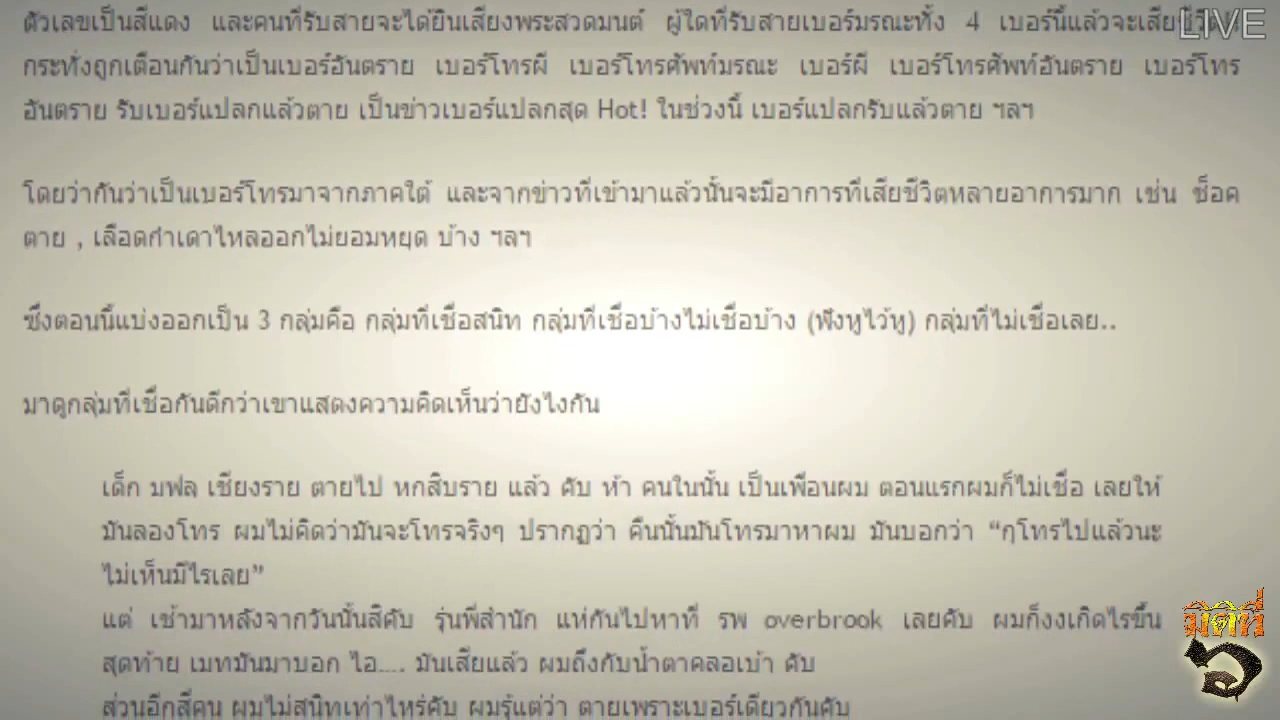 ตัวเลขเป็นสีแดง และคนที่รับสายจะได้ยินเสียงพระสวดมนต์ ผู้ใดที่รับสายเบอร์มรณะทั้ง 4 เบอร์นี้แล้วจะเสียชีวิต
LIVE
กระทั่งถูกเตือนกันว่าเป็นเบอร์อันตราย เบอร์โทรผี เบอร์โทรศัพท์มรณะ เบอร์ผี เบอร์โทรศัพท์อันตราย เบอร์โทร
อันตราย รับเบอร์แปลกแล้วตาย เป็นข่าวเบอร์แปลกสุด Hot! ในช่วงนี้ เบอร์แปลกรับแล้วตาย ฯลฯ
โดยว่ากันว่าเป็นเบอร์โทรมาจากภาคใต้ และจากข่าวที่เข้ามาแล้วนั้นจะมีอาการที่เสียชีวิตหลายอาการมาก เช่น ช็อค
ตาย , เลือดกำเดาไหลออกไม่ยอมหยุด บ้าง ฯลฯ
ซึ่งตอนนี้แบ่งออกเป็น 3 กลุ่มคือ กลุ่มที่เชื่อสนิท กลุ่มที่เชื่อบ้างไม่เชื่อบ้าง (ฟังหูไว้หู) กลุ่มที่ไม่เชื่อเลย..
มาดูกลุ่มที่เชื่อกันดีกว่าเขาแสดงความคิดเห็นว่ายังไงกัน
เด็ก มฟล เชียงราย ตายไป หกสิบราย แล้ว คับ ห้า คนในนั้น เป็นเพื่อนผม ตอนแรกผมก็ไม่เชื่อ เลยให้
มันลองโทร ผมไม่คิดว่ามันจะโทรจริงๆ ปรากฏว่า คืนนั้นมันโทรมาหาผม มันบอกว่า “กูโทรไปแล้วนะ
ไม่เห็นมีไรเลย”
แต่ เช้ามาหลังจากวันนั้นสิคับ รุ่นพี่สำนัก แห่กันไปหาที่ รพ overbrook เลยคับ ผมก็งงเกิดไรขึ้น
สุดท้าย เมทมันมาบอก ไอ.... มันเสียแล้ว ผมถึงกับน้ำตาคลอเบ้า คับ
ส่วนอีกสี่คน ผมไม่สนิทเท่าไหร่คับ ผมรู้แต่ว่า ตายเพราะเบอร์เดียวกันคับ
มิติที่
๖